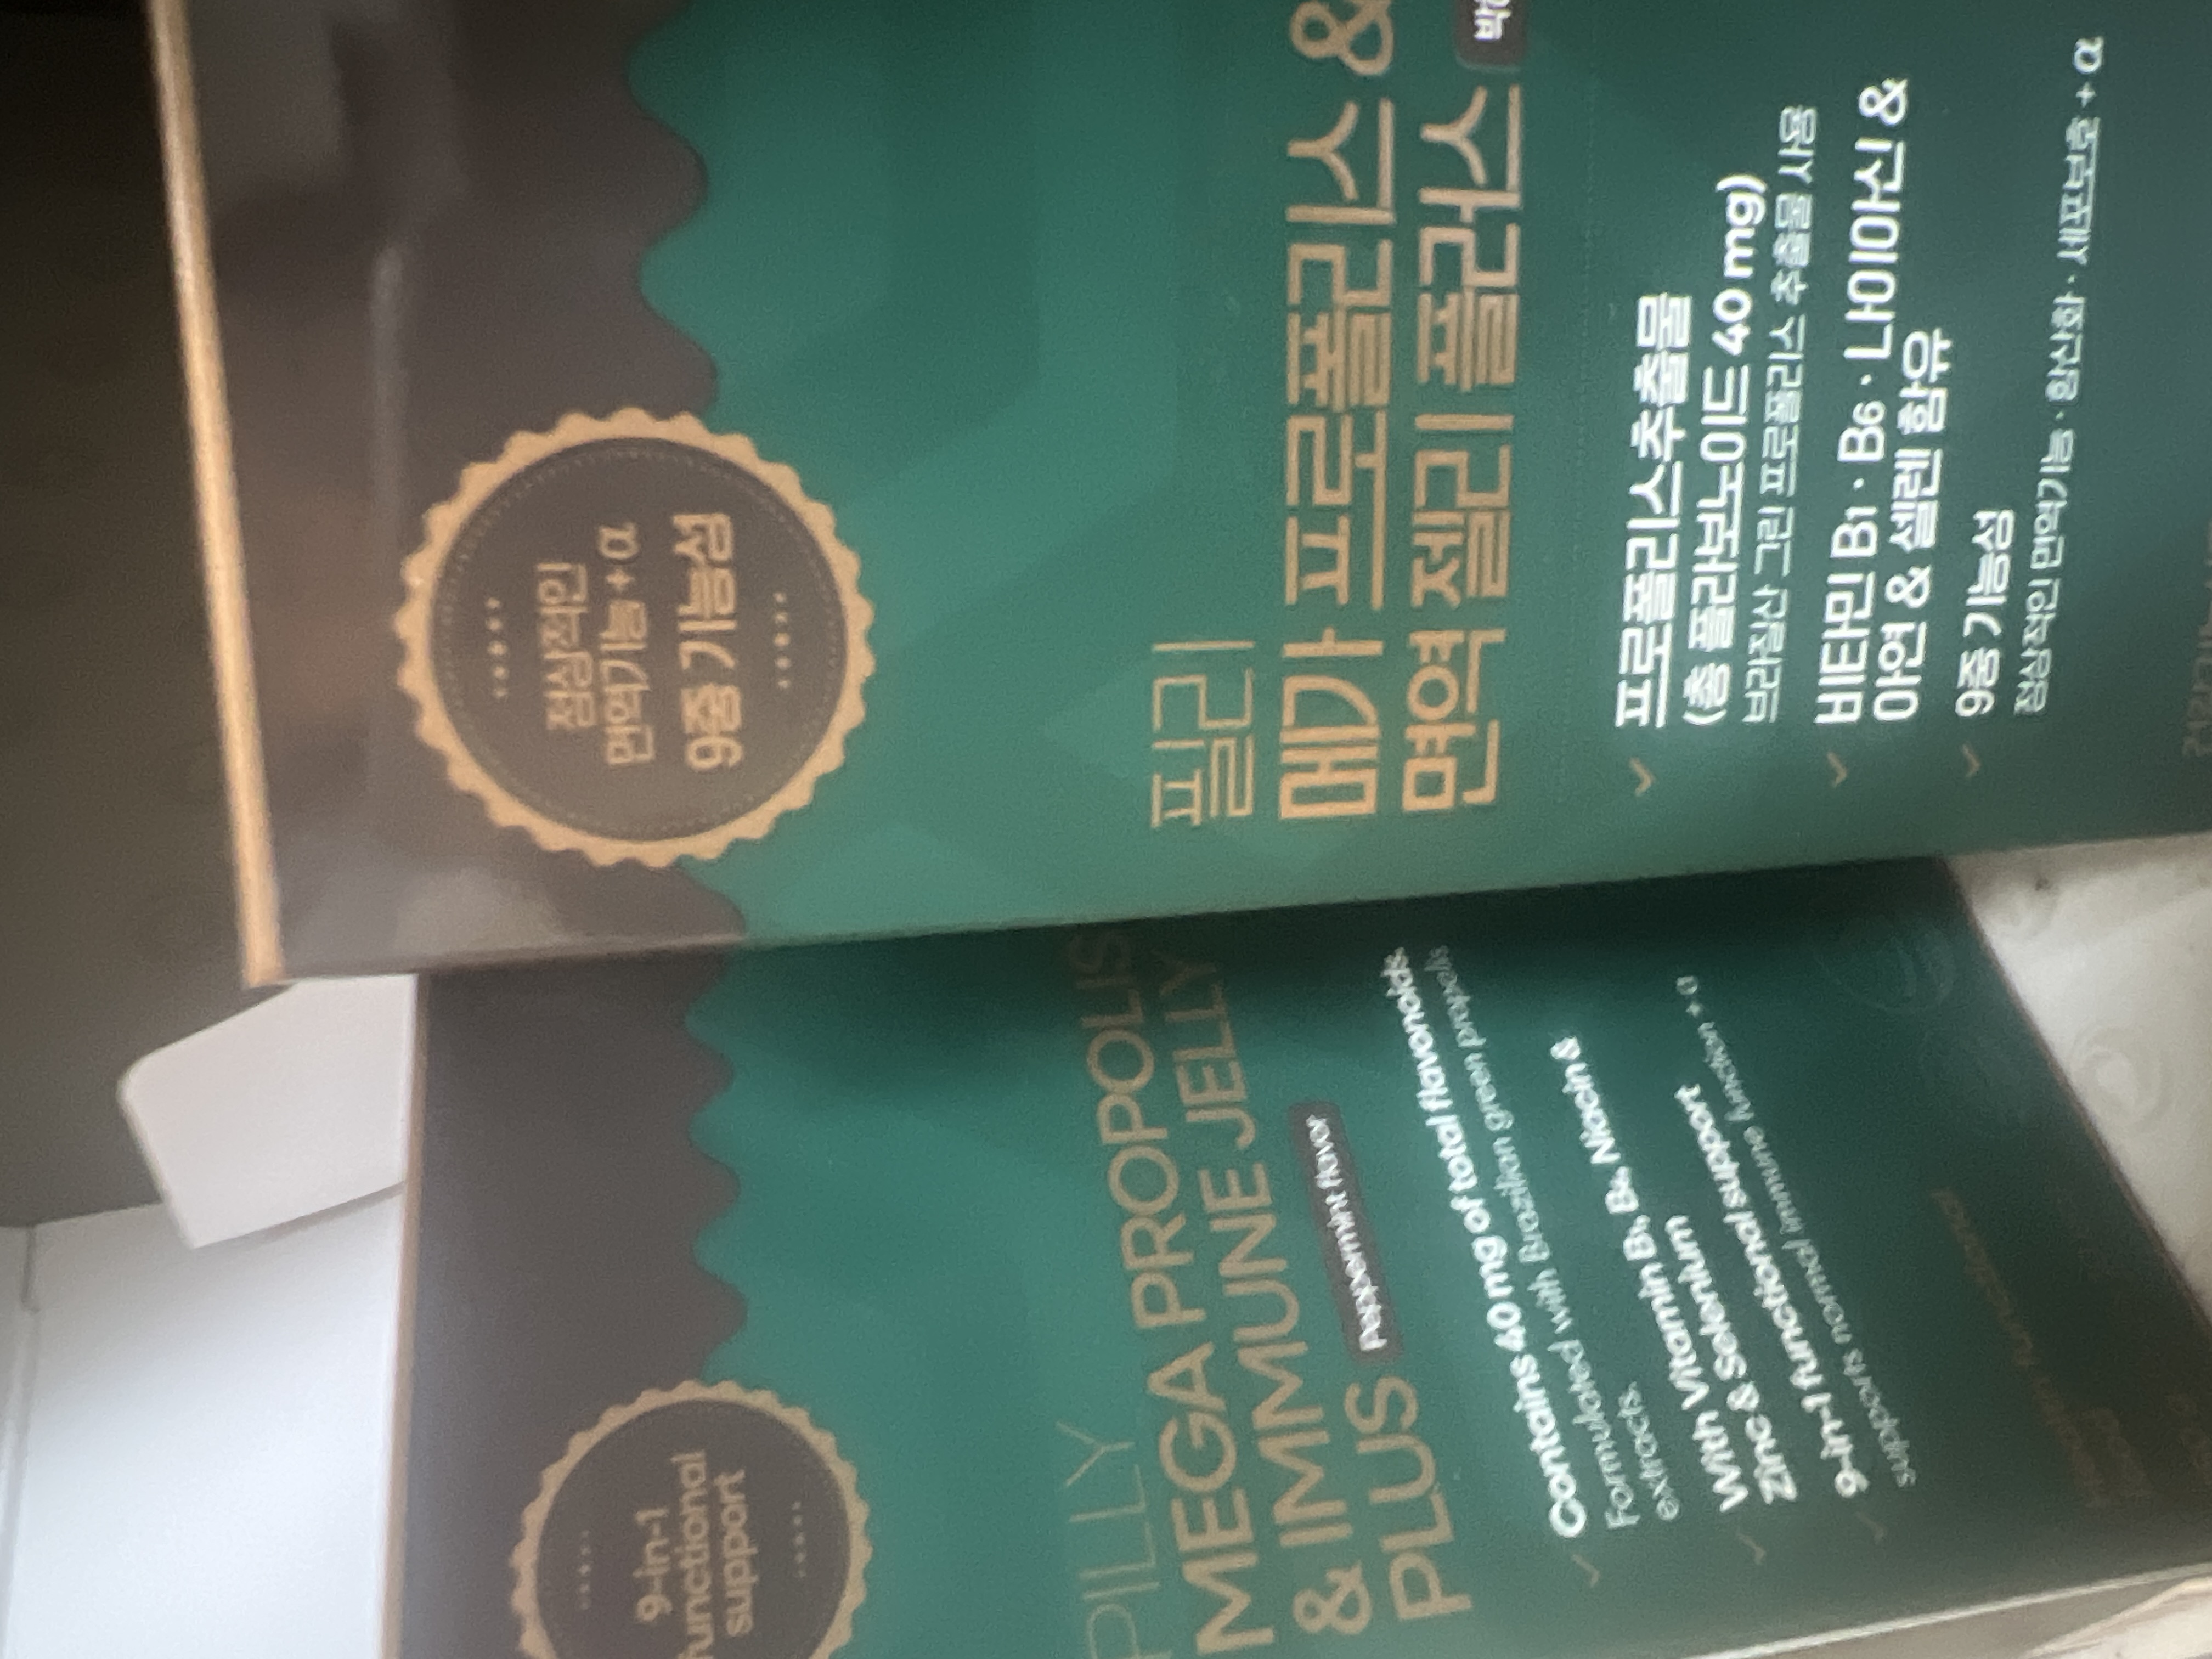 정상적인
면역기능+α
9중 기능성
필리
메가 프로폴리스 &
면역 젤리 플러스
프로폴리스추출물
(총 플라보노이드 40 mg)
브라질산 그린 프로폴리스 추출물 사용
비타민 B1 · B6 · 나이아신 &
아연 & 셀렌 함유
9중 기능성
정상적인 면역기능 · 항산화 · 세포보호 + α
9-in-1
functional
support
PILLY
MEGA PROPOLIS
& IMMUNE JELLY
PLUS Peppermint flavor
Contains 40 mg of total flavonoids.
Formulated with Brazilian green propolis
extracts.
With Vitamin B1, B6, Niacin &
Zinc & Selenium
9-in-1 functional support
supports normal immune function + α